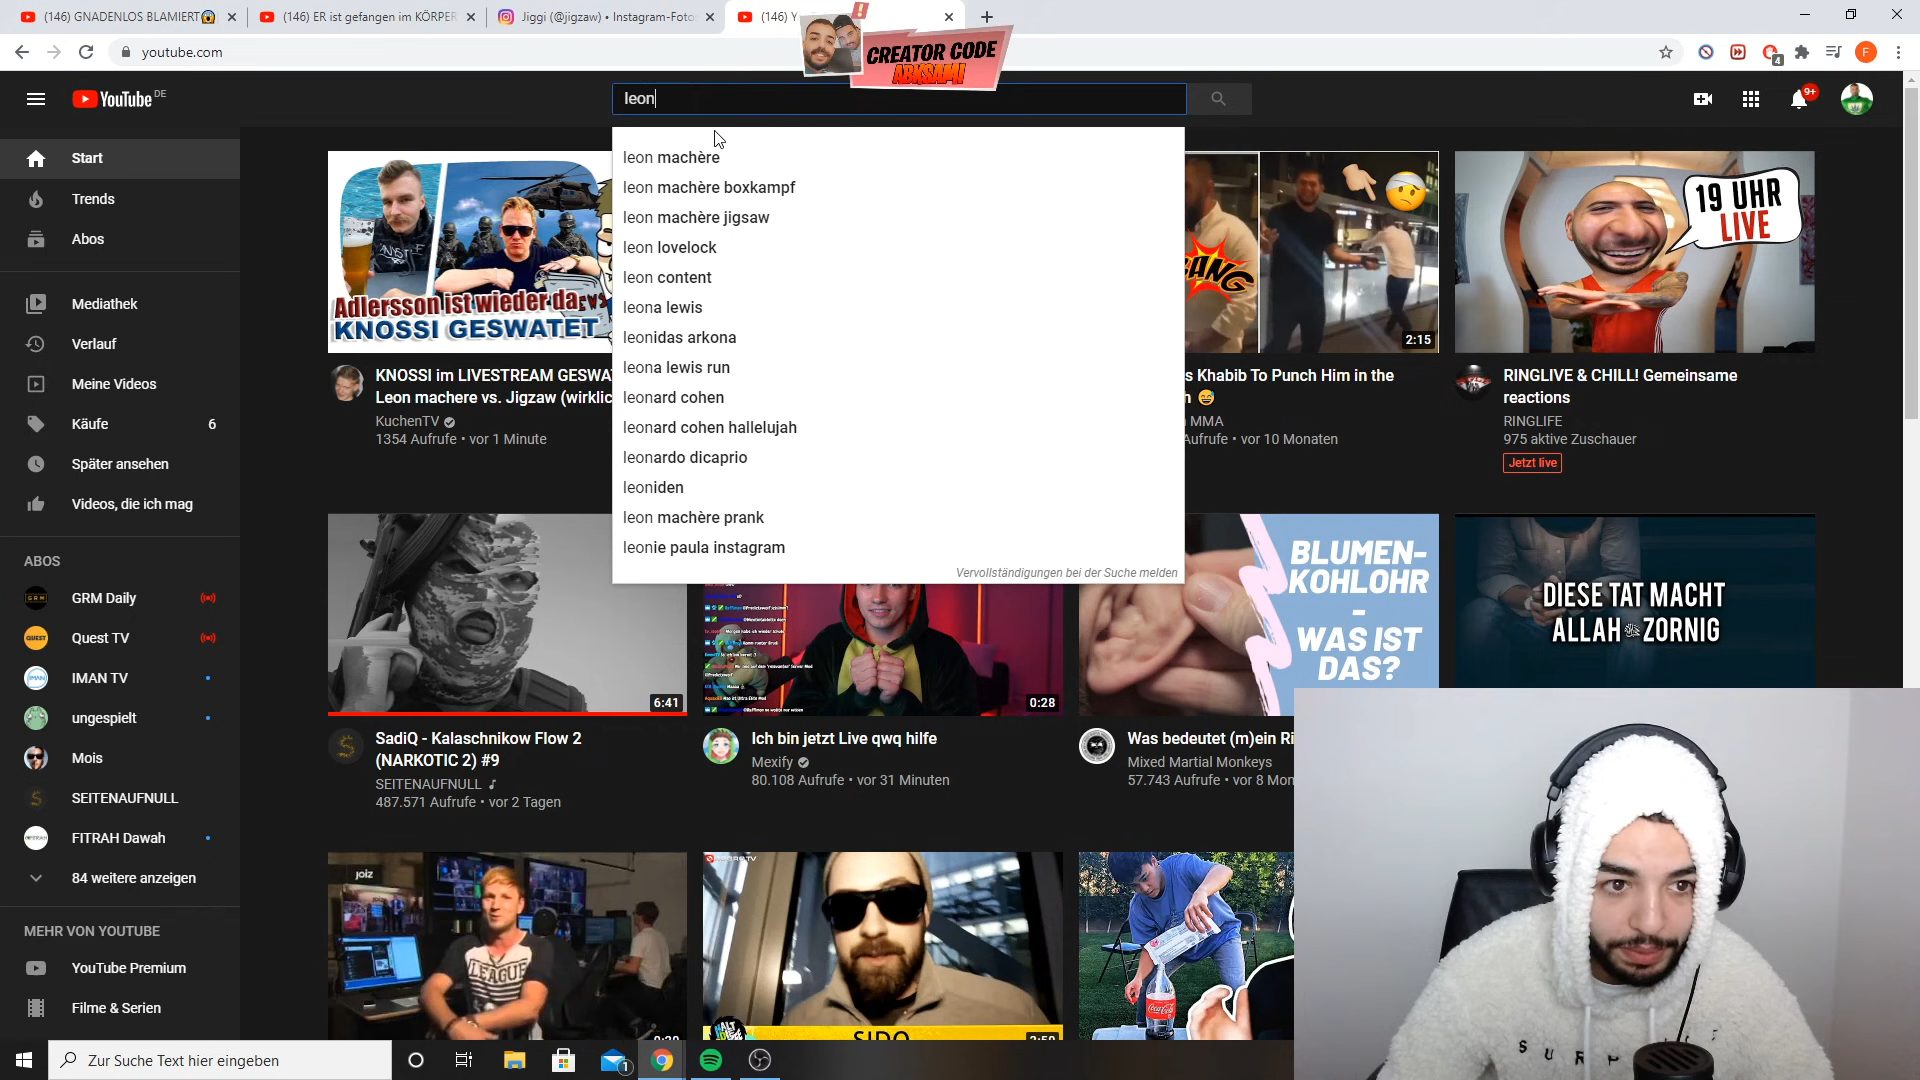 (146) GNADENLOS BLAMIERT😱
(146) ER ist gefangen im KÖRPER
Jiggi (@jigzaw) • Instagram-Foto
(146) Y
youtube.com
4
F
CREATOR CODE
ABKSAMI
YouTube DE
leon
9+
Start
Trends
Abos
Mediathek
Verlauf
Meine Videos
Käufe 6
Später ansehen
Videos, die ich mag
ABOS
GRM Daily
Quest TV
IMAN TV
ungespielt
Mois
SEITENAUFNULL
FITRAH Dawah
84 weitere anzeigen
MEHR VON YOUTUBE
YouTube Premium
Filme & Serien
leon machère
leon machère boxkampf
leon machère jigsaw
leon lovelock
leon content
leona lewis
leonidas arkona
leona lewis run
leonard cohen
leonard cohen hallelujah
leonardo dicaprio
leoniden
leon machère prank
leonie paula instagram
Vervollständigungen bei der Suche melden
Adlersson ist wieder da
KNOSSI GESWATET
KNOSSI im LIVESTREAM GESWA
Leon machere vs. Jigzaw (wirklic
KuchenTV
1354 Aufrufe • vor 1 Minute
ANG
2:15
s Khabib To Punch Him in the
h 😅
MMA
Aufrufe • vor 10 Monaten
19 UHR
LIVE
RINGLIVE & CHILL! Gemeinsame
reactions
RINGLIFE
975 aktive Zuschauer
Jetzt live
6:41
SadiQ - Kalaschnikow Flow 2
(NARKOTIC 2) #9
SEITENAUFNULL
487.571 Aufrufe • vor 2 Tagen
0:28
Ich bin jetzt Live qwq hilfe
Mexify
80.108 Aufrufe • vor 31 Minuten
BLUMEN-
KOHLOHR
-
WAS IST
DAS?
Was bedeutet (m)ein Ri
Mixed Martial Monkeys
57.743 Aufrufe • vor 8 Mon
DIESE TAT MACHT
ALLAH ﷻ ZORNIG
joiz
LEAGUE
SIDO
Zur Suche Text hier eingeben
1